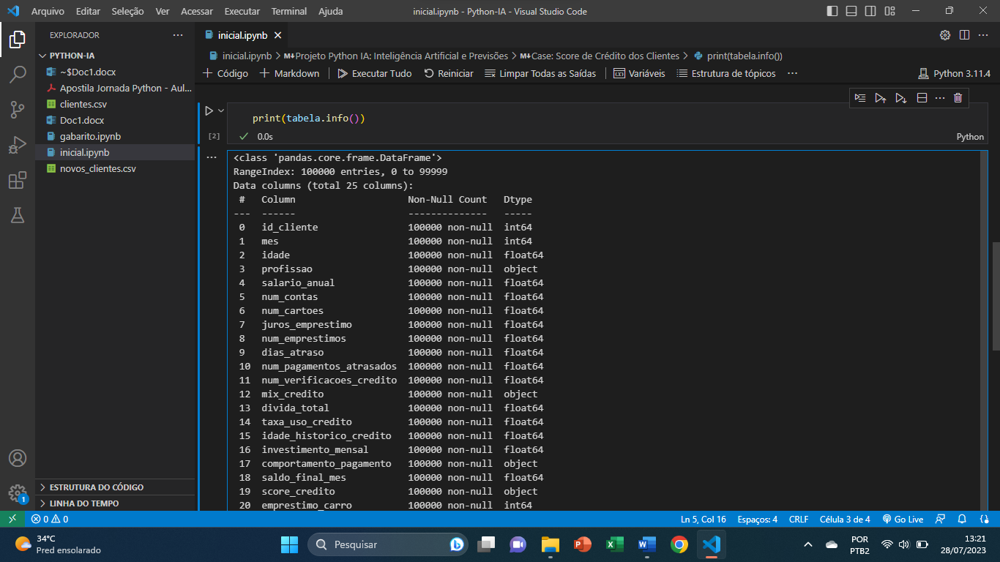 Arquivo Editar Seleção Ver Acessar Executar Terminal Ajuda inicial.ipynb - Python-IA - Visual Studio Code
EXPLORADOR
PYTHON-IA
~$Doc1.docx
Apostila Jornada Python - Aul...
clientes.csv
Doc1.docx
gabarito.ipynb
inicial.ipynb
novos_clientes.csv
ESTRUTURA DO CÓDIGO
LINHA DO TEMPO
1
inicial.ipynb
inicial.ipynb > M↓Projeto Python IA: Inteligência Artificial e Previsões > M↓Case: Score de Crédito dos Clientes > print(tabela.info())
+ Código + Markdown Executar Tudo Reiniciar Limpar Todas as Saídas Variáveis Estrutura de tópicos ... Python 3.11.4
print(tabela.info())
[2] ✓ 0.0s Python
<class 'pandas.core.frame.DataFrame'>
RangeIndex: 100000 entries, 0 to 99999
Data columns (total 25 columns):
# Column Non-Null Count Dtype
--- ------ -------------- -----
0 id_cliente 100000 non-null int64
1 mes 100000 non-null int64
2 idade 100000 non-null float64
3 profissao 100000 non-null object
4 salario_anual 100000 non-null float64
5 num_contas 100000 non-null float64
6 num_cartoes 100000 non-null float64
7 juros_emprestimo 100000 non-null float64
8 num_emprestimos 100000 non-null float64
9 dias_atraso 100000 non-null float64
10 num_pagamentos_atrasados 100000 non-null float64
11 num_verificacoes_credito 100000 non-null float64
12 mix_credito 100000 non-null object
13 divida_total 100000 non-null float64
14 taxa_uso_credito 100000 non-null float64
15 idade_historico_credito 100000 non-null float64
16 investimento_mensal 100000 non-null float64
17 comportamento_pagamento 100000 non-null object
18 saldo_final_mes 100000 non-null float64
19 score_credito 100000 non-null object
20 emprestimo_carro 100000 non-null int64
0 0 Ln 5, Col 16 Espaços: 4 CRLF Célula 3 de 4 Go Live
34°C
Pred ensolarado
Pesquisar
POR
PTB2
13:21
28/07/2023